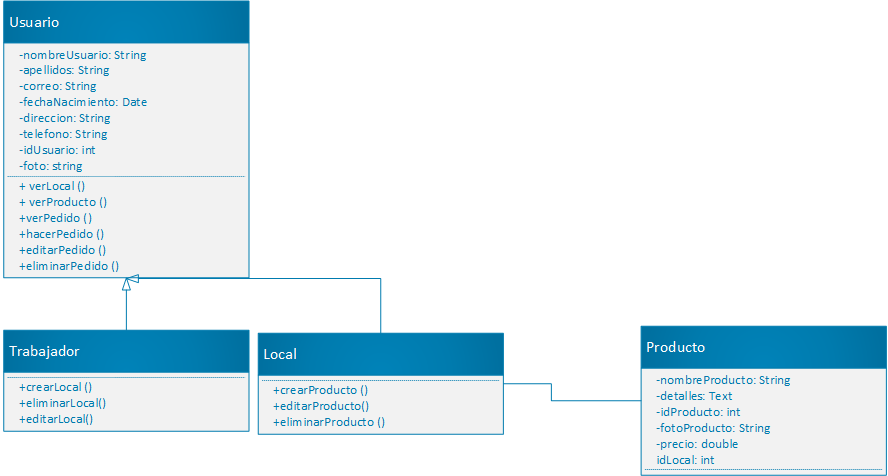 Usuario
-nombreUsuario: String
-apellidos: String
-correo: String
-fechaNacimiento: Date
-direccion: String
-telefono: String
-idUsuario: int
-foto: string
+ verLocal ()
+ verProducto ()
+verPedido ()
+hacerPedido ()
+editarPedido ()
+eliminarPedido ()
Trabajador
+crearLocal ()
+eliminarLocal()
+editarLocal()
Local
+crearProducto ()
+editarProducto()
+eliminarProducto ()
Producto
-nombreProducto: String
-detalles: Text
-idProducto: int
-fotoProducto: String
-precio: double
idLocal: int